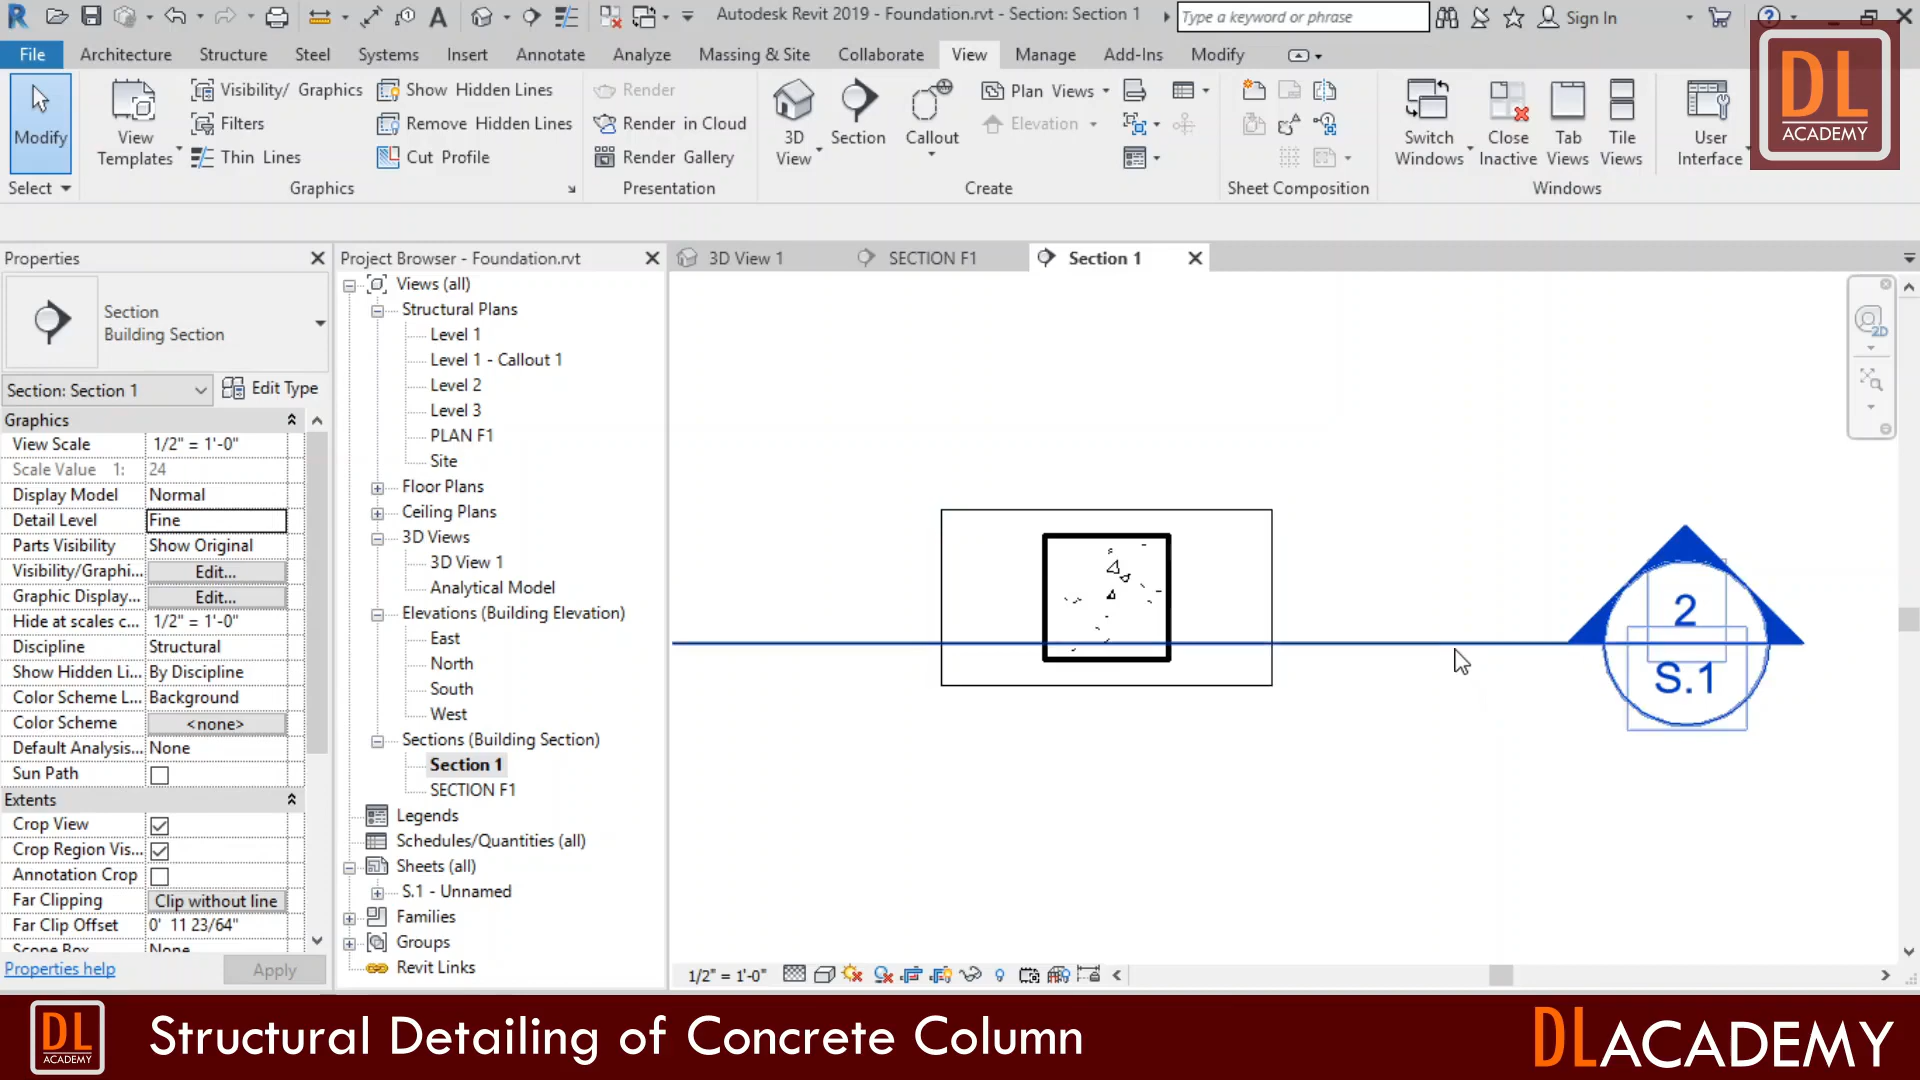 Autodesk Revit 2019 - Foundation.rvt - Section: Section 1
Type a keyword or phrase
Sign In
File Architecture Structure Steel Systems Insert Annotate Analyze Massing & Site Collaborate View Manage Add-Ins Modify
Modify
Select
View Templates
Visibility/ Graphics
Filters
Thin Lines
Show Hidden Lines
Remove Hidden Lines
Cut Profile
Graphics
Render
Render in Cloud
Render Gallery
Presentation
3D View
Section
Callout
Plan Views
Elevation
Create
Sheet Composition
Switch Windows
Close Inactive
Tab Views
Tile Views
Windows
User Interface
DL
ACADEMY
Properties
Section
Building Section
Section: Section 1
Edit Type
Graphics
View Scale 1/2" = 1'-0"
Scale Value 1: 24
Display Model Normal
Detail Level Fine
Parts Visibility Show Original
Visibility/Graphi... Edit...
Graphic Display... Edit...
Hide at scales c... 1/2" = 1'-0"
Discipline Structural
Show Hidden Li... By Discipline
Color Scheme L... Background
Color Scheme <none>
Default Analysis... None
Sun Path
Extents
Crop View
Crop Region Vis...
Annotation Crop
Far Clipping Clip without line
Far Clip Offset 0' 11 23/64"
Scope Box None
Properties help
Apply
Project Browser - Foundation.rvt
Views (all)
Structural Plans
Level 1
Level 1 - Callout 1
Level 2
Level 3
PLAN F1
Site
Floor Plans
Ceiling Plans
3D Views
3D View 1
Analytical Model
Elevations (Building Elevation)
East
North
South
West
Sections (Building Section)
Section 1
SECTION F1
Legends
Schedules/Quantities (all)
Sheets (all)
S.1 - Unnamed
Families
Groups
Revit Links
3D View 1
SECTION F1
Section 1
2D
2
S.1
1/2" = 1'-0"
DL
ACADEMY
Structural Detailing of Concrete Column
DLACADEMY